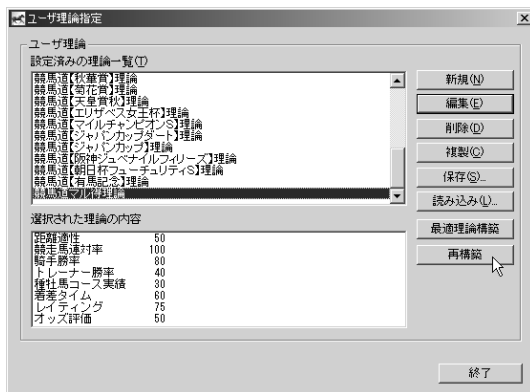 ユーザ理論指定
ユーザ理論
設定済みの理論一覧(T)
競馬道【秋華賞】理論
競馬道【菊花賞】理論
競馬道【天皇賞秋】理論
競馬道【エリザベス女王杯】理論
競馬道【マイルチャンピオンS】理論
競馬道【ジャパンカップダート】理論
競馬道【ジャパンカップ】理論
競馬道【阪神ジュベナイルフィリーズ】理論
競馬道【朝日杯フューチュリティS】理論
競馬道【有馬記念】理論
競馬道マル得理論
新規(N)
編集(E)
削除(D)
複製(C)
保存(S)...
読み込み(L)...
最適理論構築
再構築
選択された理論の内容
距離適性 50
競走馬連対率 100
騎手勝率 80
トレーナー勝率 40
種牡馬コース実績 30
着差タイム 60
レイティング 75
オッズ評価 50
終了